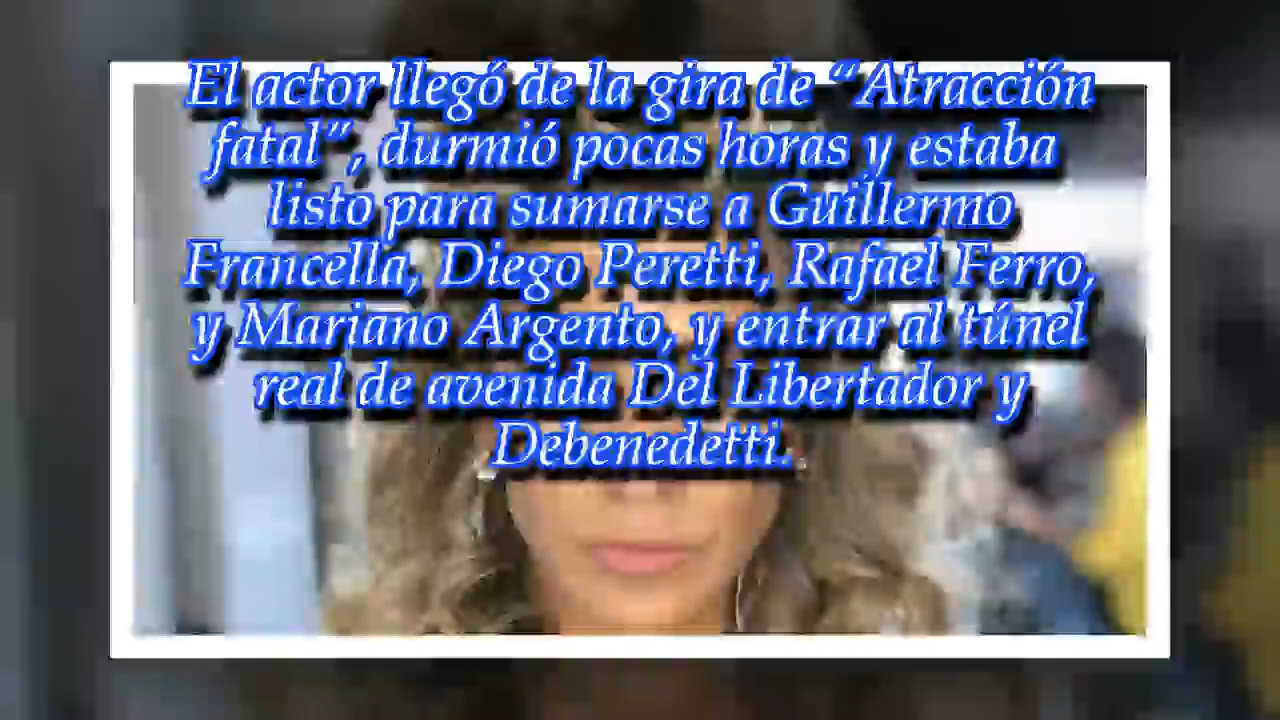 El actor llegó de la gira de “Atracción
fatal”, durmió pocas horas y estaba
listo para sumarse a Guillermo
Francella, Diego Peretti, Rafael Ferro,
y Mariano Argento, y entrar al túnel
real de avenida Del Libertador y
Debenedetti.